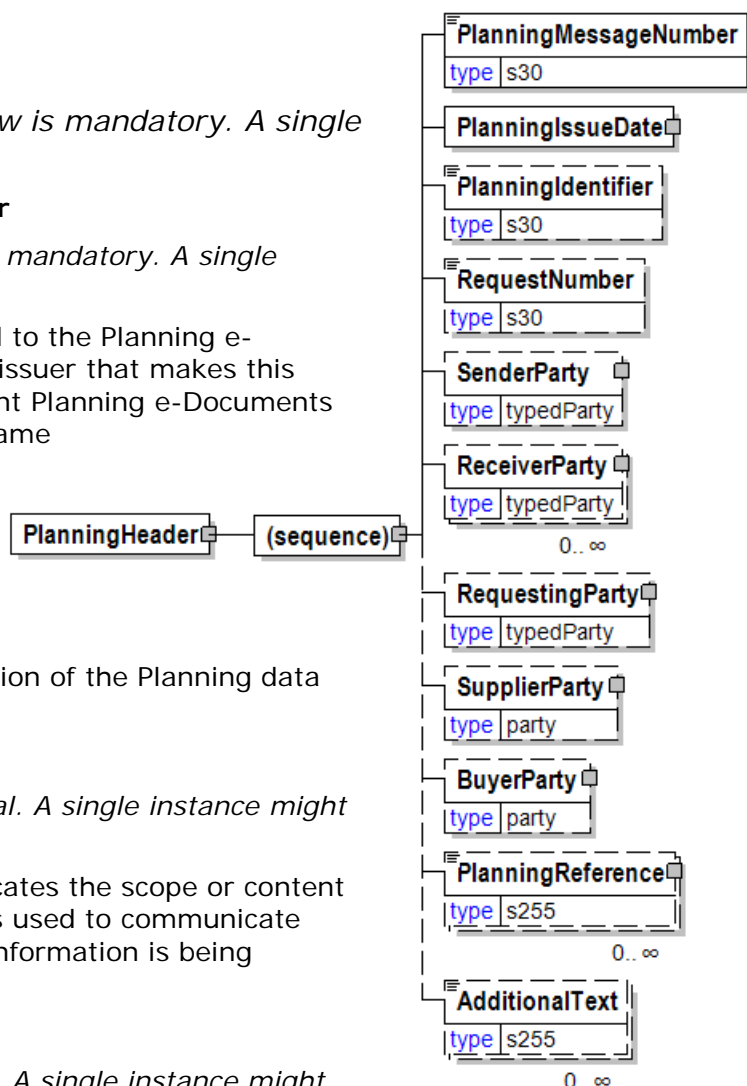 w is mandatory. A single
r
mandatory. A single
l to the Planning e-
issuer that makes this
nt Planning e-Documents
ame
ion of the Planning data
al. A single instance might
cates the scope or content
s used to communicate
nformation is being
. A single instance might
PlanningHeader
(sequence)
PlanningMessageNumber
type s30
PlanningIssueDate
PlanningIdentifier
type s30
RequestNumber
type s30
SenderParty
type typedParty
ReceiverParty
type typedParty
0.. ∞
RequestingParty
type typedParty
SupplierParty
type party
BuyerParty
type party
PlanningReference
type s255
0.. ∞
AdditionalText
type s255
0.. ∞